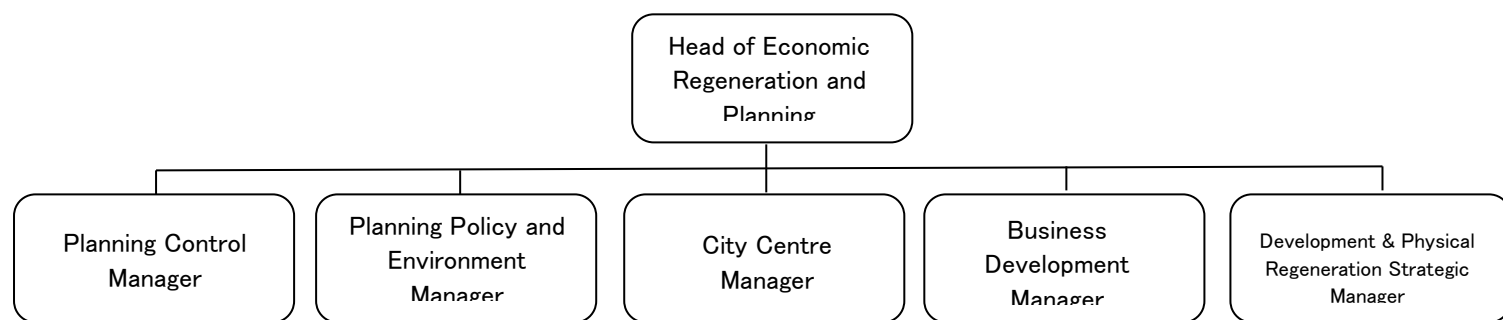 Head of Economic
Regeneration and
Planning
Planning Control
Manager
Planning Policy and
Environment
Manager
City Centre
Manager
Business
Development
Manager
Development & Physical
Regeneration Strategic
Manager